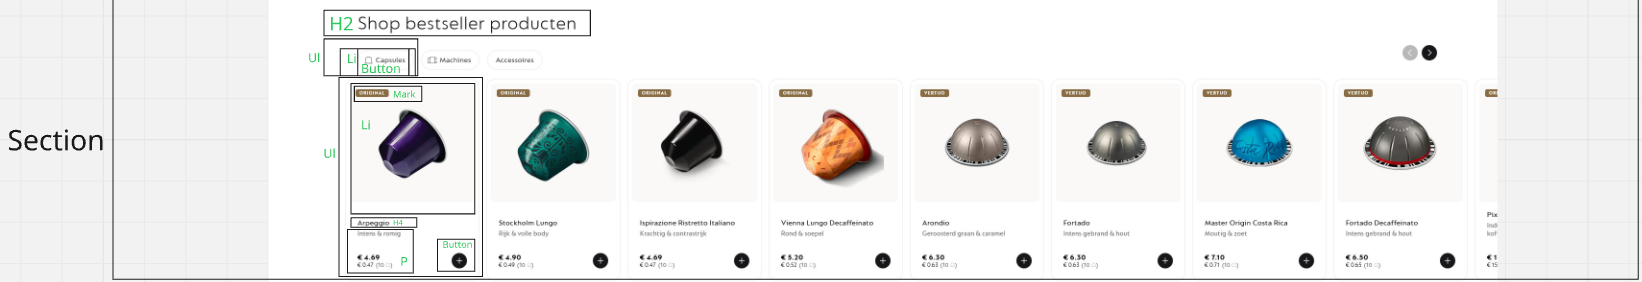 H2 Shop bestseller producten
Ul
Li Capsules
Button
Machines
Accessoires
Section
Ul
ORIGINAL Mark
Li
Arpeggio H4
Intens & romig
€ 4.69
€ 0.47 (10
P
Button
ORIGINAL
Stockholm Lungo
Rijk & volle body
€ 4.90
€ 0.49 (10
ORIGINAL
Ispirazione Ristretto Italiano
Krachtig & contrastrijk
€ 4.69
€ 0.47 (10
ORIGINAL
Vienna Lungo Decaffeinato
Rond & soepel
€ 5.20
€ 0.52 (10
VERTUO
Arondio
Geroosterd graan & caramel
€ 6.30
€ 0.63 (10
VERTUO
Fortado
Intens gebrand & hout
€ 6.30
€ 0.63 (10
VERTUO
Master Origin Costa Rica
Moutig & zoet
€ 7.10
€ 0.71 (10
VERTUO
Fortado Decaffeinato
Intens gebrand & hout
€ 6.50
€ 0.65 (10